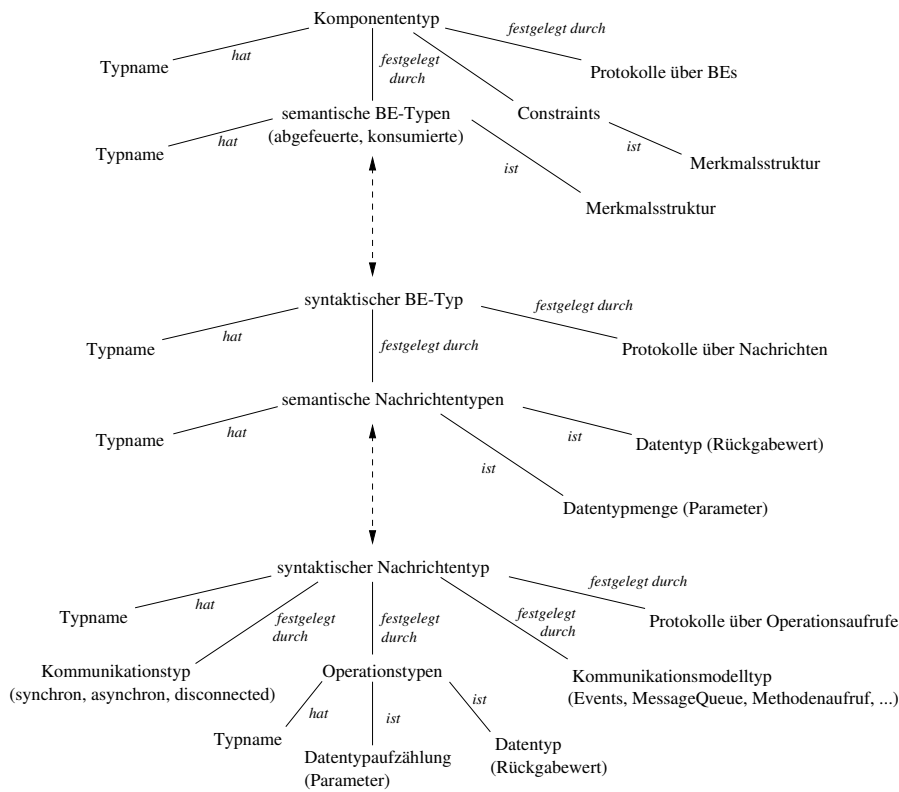 Komponententyp
festgelegt durch
hat
Typname
festgelegt
durch
Protokolle über BEs
semantische BE-Typen
(abgefeuerte, konsumierte)
Constraints
hat
Typname
ist
ist
Merkmalsstruktur
Merkmalsstruktur
syntaktischer BE-Typ
festgelegt durch
hat
Typname
festgelegt durch
Protokolle über Nachrichten
semantische Nachrichtentypen
hat
Typname
ist
Datentyp (Rückgabewert)
ist
Datentypmenge (Parameter)
syntaktischer Nachrichtentyp
festgelegt durch
hat
Typname
festgelegt
durch
festgelegt
durch
festgelegt
durch
Protokolle über Operationsaufrufe
Kommunikationstyp
(synchron, asynchron, disconnected)
Operationstypen
Kommunikationsmodelltyp
(Events, MessageQueue, Methodenaufruf, ...)
hat
ist
ist
Typname
Datentypaufzählung
(Parameter)
Datentyp
(Rückgabewert)